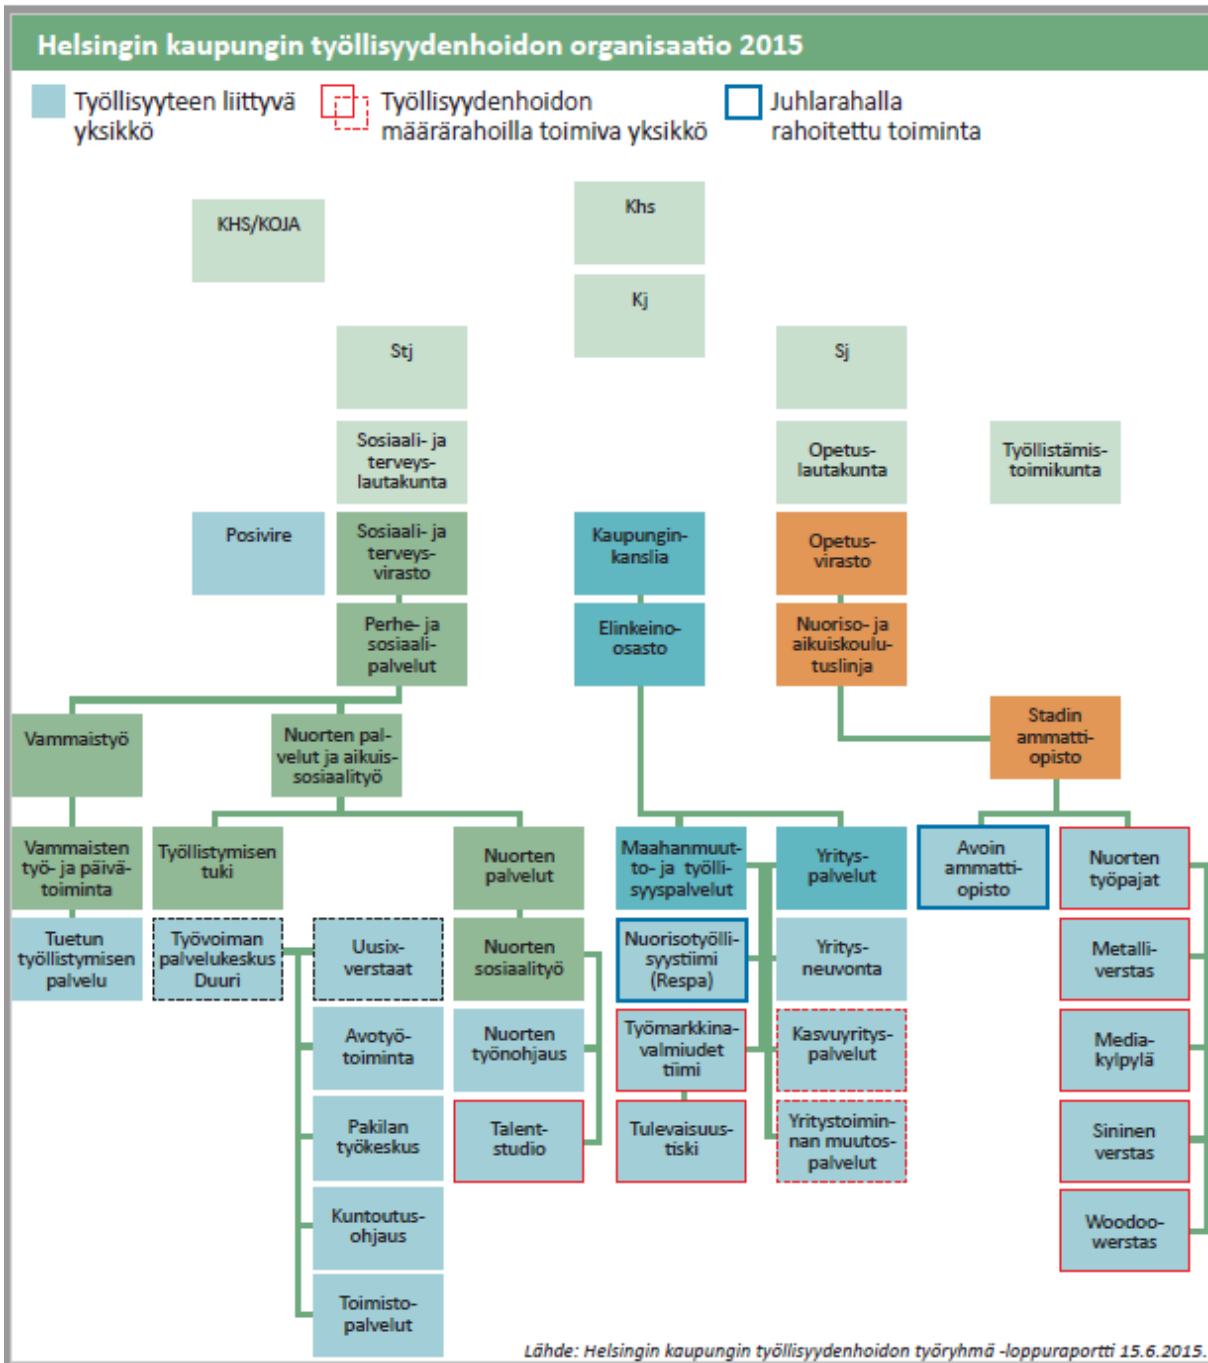 Helsingin kaupungin työllisyydenhoidon organisaatio 2015
Työllisyyteen liittyvä
yksikkö
Työllisyydenhoidon
määrärahoilla toimiva yksikkö
Juhlarahalla
rahoitettu toiminta
KHS/KOJA
Khs
Kj
Stj
Sj
Sosiaali- ja
terveys-
lautakunta
Opetus-
lautakunta
Työllistämis-
toimikunta
Posivire
Sosiaali- ja
terveys-
virasto
Kaupungin-
kanslia
Opetus-
virasto
Perhe- ja
sosiaali-
palvelut
Elinkeino-
osasto
Nuoriso- ja
aikuiskoulu-
tuslinja
Vammaistyö
Nuorten pal-
velut ja aikuis-
sosiaalityö
Stadin
ammatti-
opisto
Vammaisten
työ- ja päivä-
toiminta
Työllistymisen
tuki
Nuorten
palvelut
Maahanmuut-
to- ja työlli-
syyspalvelut
Yritys-
palvelut
Avoin
ammatti-
opisto
Nuorten
työpajat
Tuetun
työllistymisen
palvelu
Työvoiman
palvelukeskus
Duuri
Uusix-
verstaat
Nuorten
sosiaalityö
Nuorisotyölli-
syystiimi
(Respa)
Yritys-
neuvonta
Metalli-
verstas
Avotyö-
toiminta
Nuorten
työnohjaus
Työmarkkina-
valmiudet
tiimi
Kasvuyritys-
palvelut
Media-
kylpylä
Pakilan
työkeskus
Talent-
studio
Tulevaisuus-
tiski
Yritystoimin-
nan muutos-
palvelut
Sininen
verstas
Kuntoutus-
ohjaus
Woodoo-
werstas
Toimisto-
palvelut
Lähde: Helsingin kaupungin työllisyydenhoidon työryhmä -loppuraportti 15.6.2015.